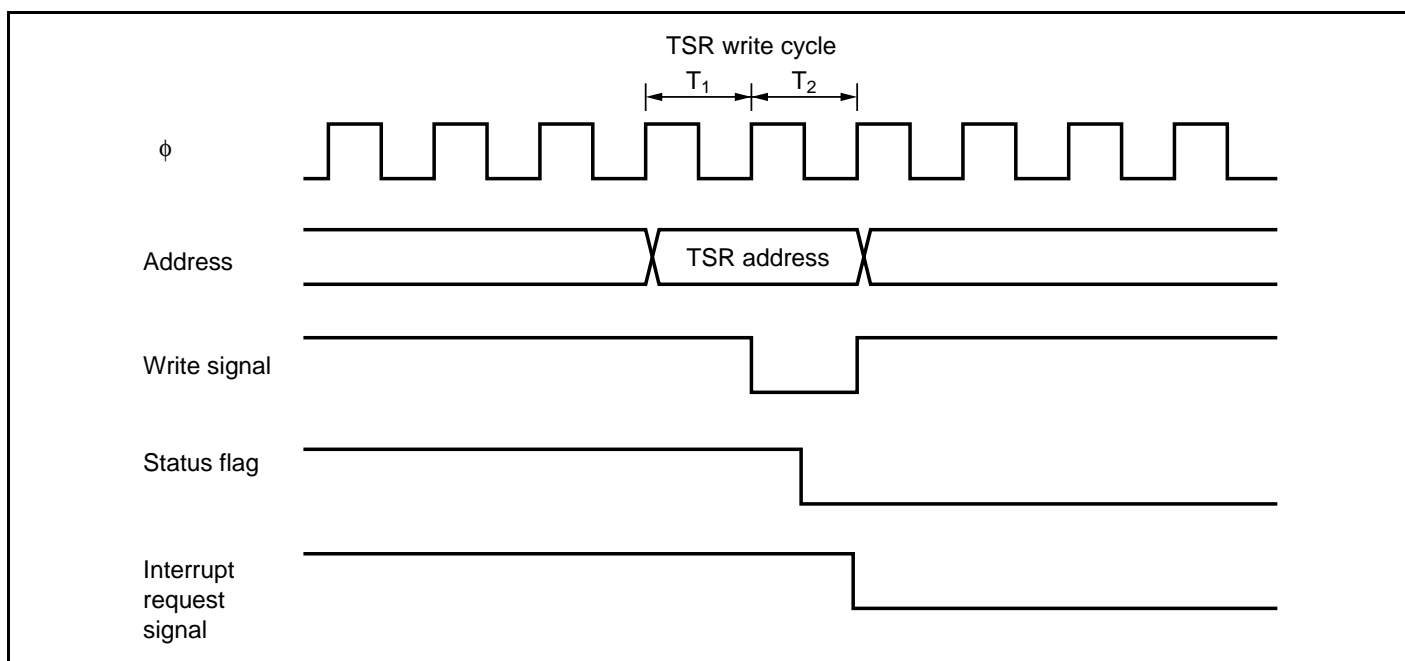 TSR write cycle
T1 T2
ϕ
Address
TSR address
Write signal
Status flag
Interrupt
request
signal